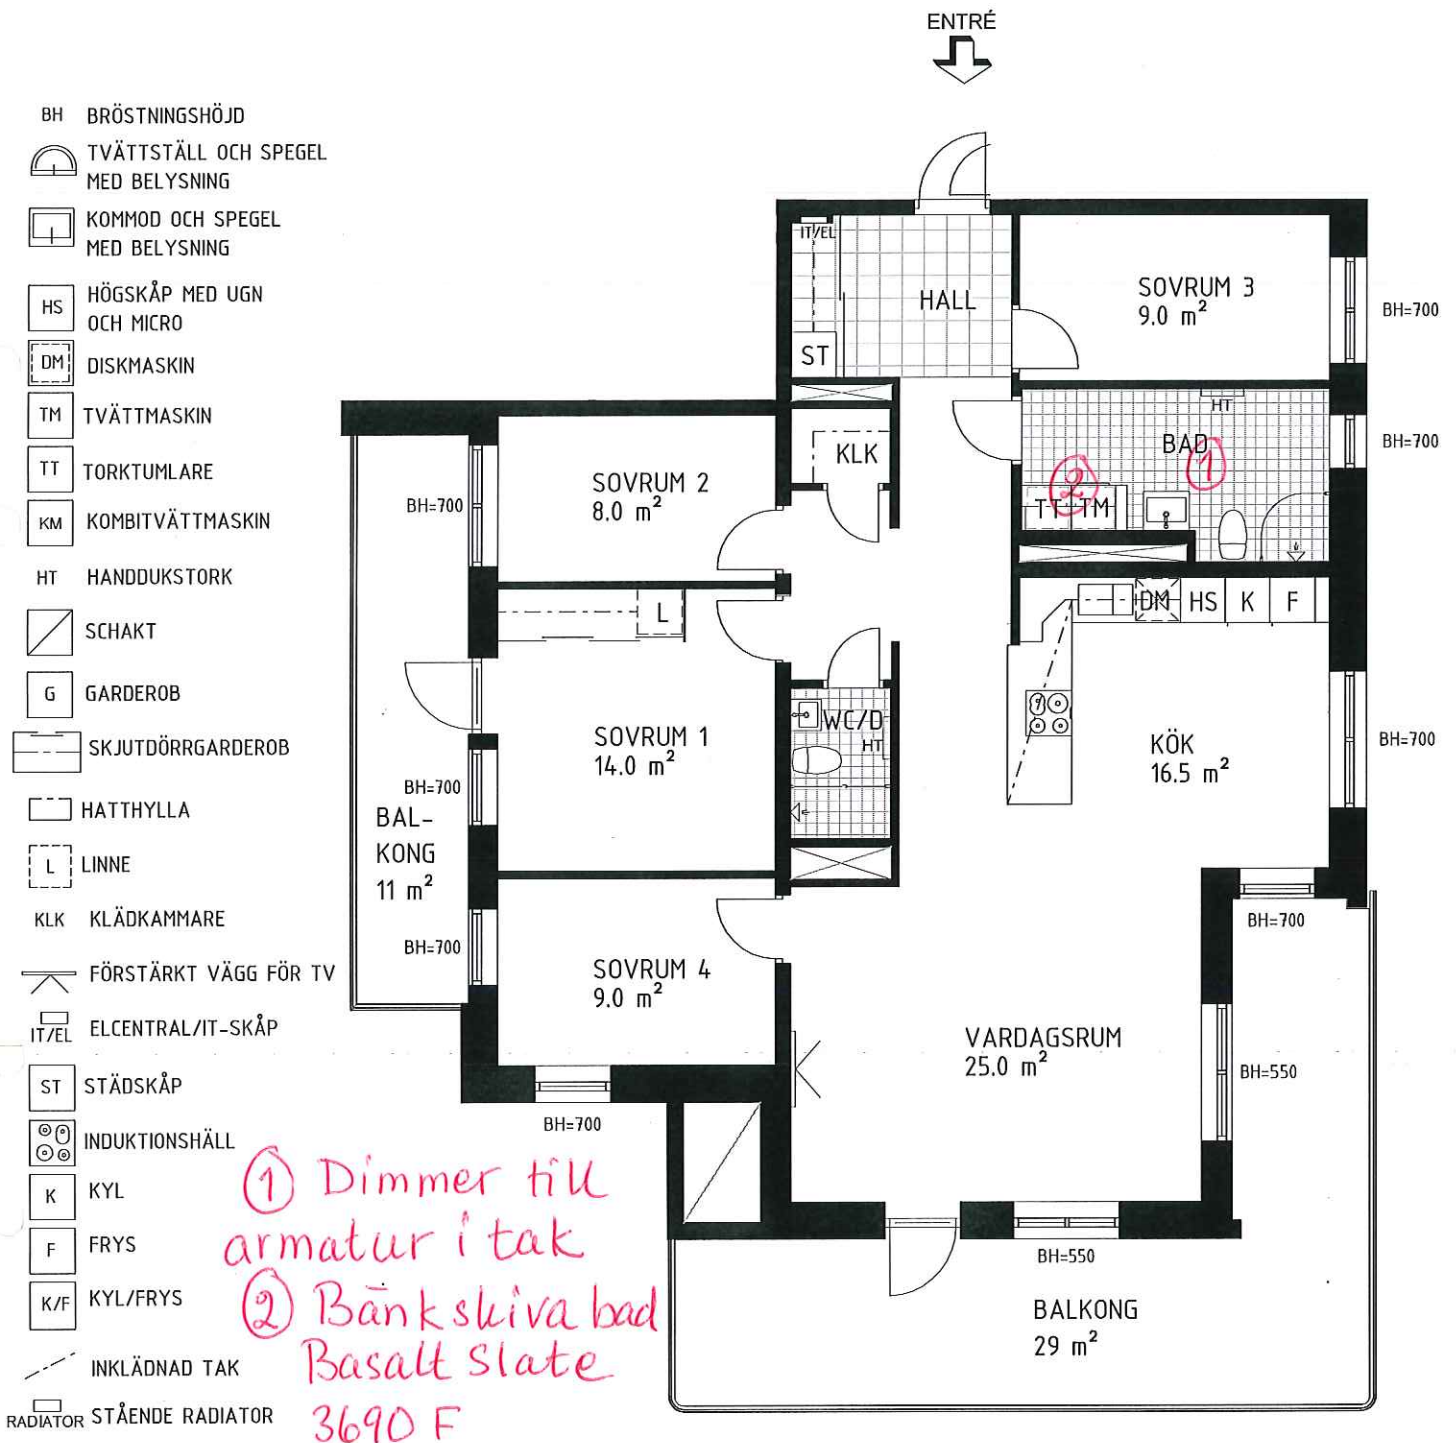 ENTRÉ
BH BRÖSTNINGSHÖJD
TVÄTTSTÄLL OCH SPEGEL
MED BELYSNING
KOMMOD OCH SPEGEL
MED BELYSNING
HS HÖGSKÅP MED UGN
OCH MICRO
DM DISKMASKIN
TM TVÄTTMASKIN
TT TORKTUMLARE
KM KOMBITVÄTTMASKIN
HT HANDDUKSTORK
SCHAKT
G GARDEROB
SKJUTDÖRRGARDEROB
HATTHYLLA
L LINNE
KLK KLÄDKAMMARE
FÖRSTÄRKT VÄGG FÖR TV
IT/EL ELCENTRAL/IT-SKÅP
ST STÄDSKÅP
INDUKTIONSHÄLL
K KYL
F FRYS
K/F KYL/FRYS
INKLÄDNAD TAK
RADIATOR STÅENDE RADIATOR
IT/EL
HALL
ST
SOVRUM 3
9.0 m²
BH=700
HT
BAD
1
2
TT TM
BH=700
KLK
SOVRUM 2
8.0 m²
BH=700
L
DM HS K F
SOVRUM 1
14.0 m²
WC/D
HT
KÖK
16.5 m²
BH=700
BH=700
BAL-
KONG
11 m²
BH=700
BH=700
SOVRUM 4
9.0 m²
BH=700
VARDAGSRUM
25.0 m²
BH=550
BH=550
BALKONG
29 m²
① Dimmer till
armatur i tak
② Bänkskiva bad
Basalt Slate
3690 F